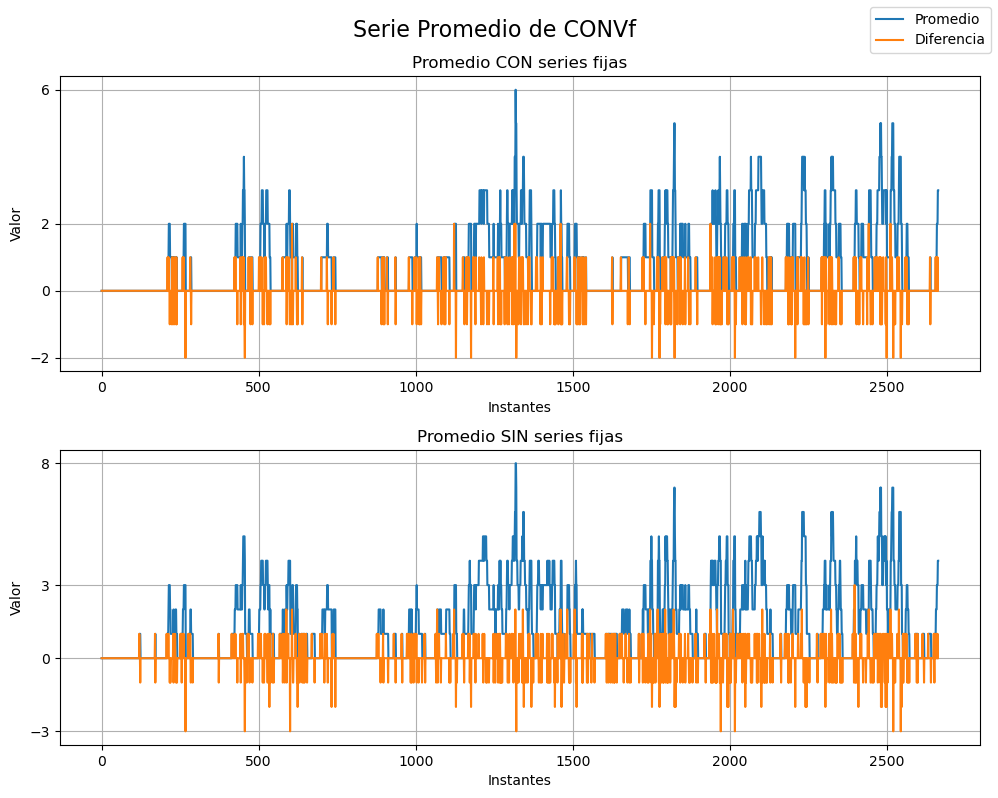 Serie Promedio de CONVf
Promedio
Diferencia
Promedio CON series fijas
Valor
6
2
0
−2
0 500 1000 1500 2000 2500
Instantes
Promedio SIN series fijas
Valor
8
3
0
−3
0 500 1000 1500 2000 2500
Instantes